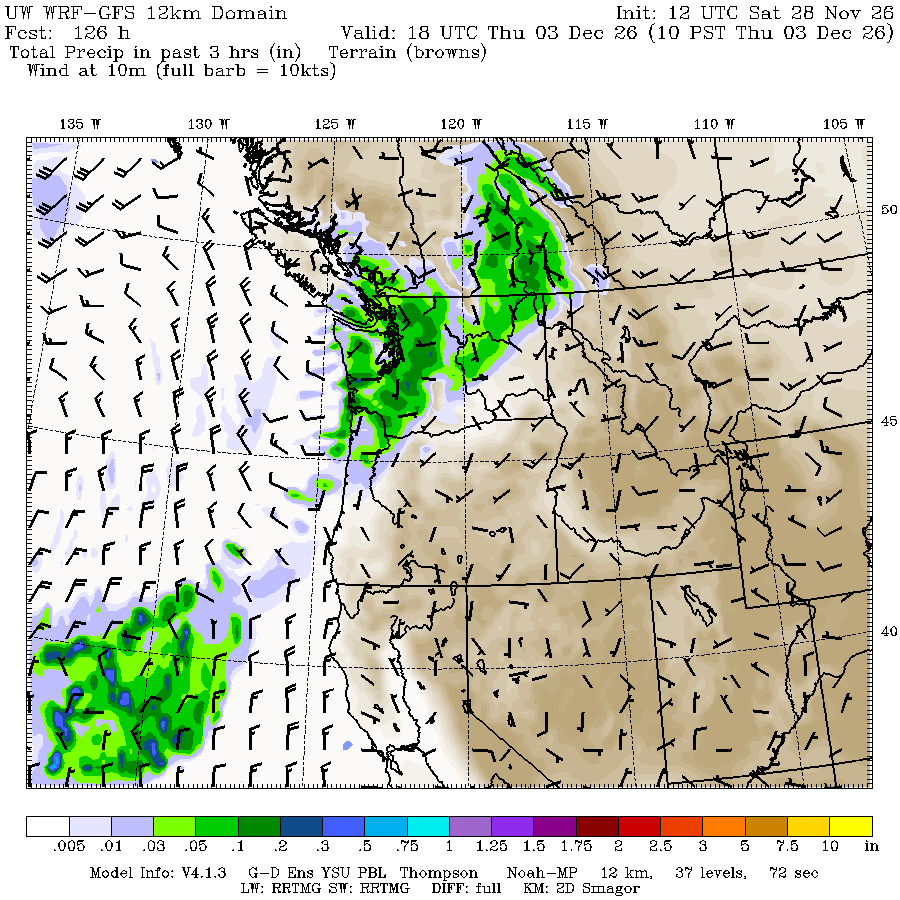 UW WRF-GFS 12km Domain Init: 12 UTC Sat 28 Nov 26
Fcst: 126 h Valid: 18 UTC Thu 03 Dec 26 (10 PST Thu 03 Dec 26)
Total Precip in past 3 hrs (in) Terrain (browns)
Wind at 10m (full barb = 10kts)
135 W 130 W 125 W 120 W 115 W 110 W 105 W
50
45
40
.005 .01 .03 .05 .1 .2 .3 .5 .75 1 1.25 1.5 1.75 2 2.5 3 5 7.5 10 in
Model Info: V4.1.3 G-D Ens YSU PBL Thompson Noah-MP 12 km, 37 levels, 72 sec
LW: RRTMG SW: RRTMG DIFF: full KM: 2D Smagor